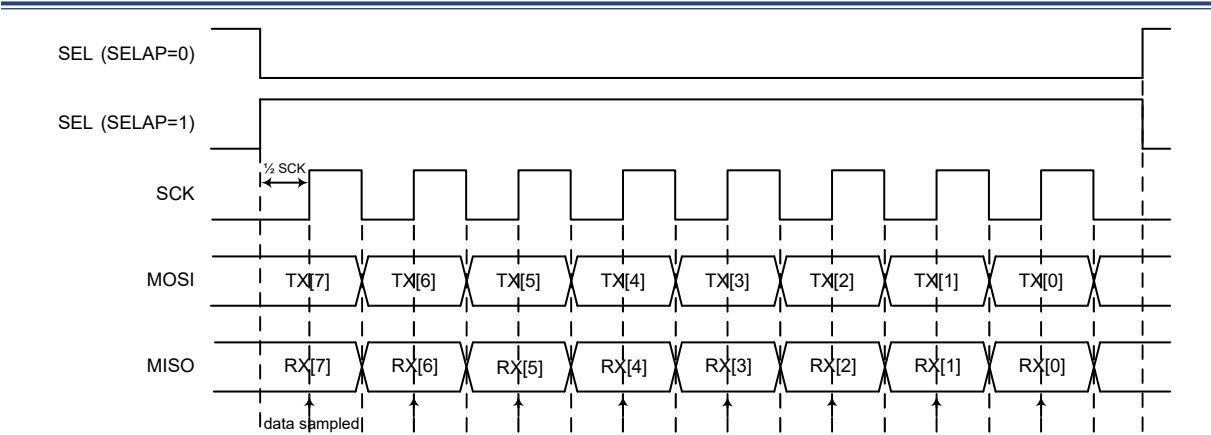 SEL (SELAP=0)
SEL (SELAP=1)
½ SCK
SCK
MOSI TX[7] TX[6] TX[5] TX[4] TX[3] TX[2] TX[1] TX[0]
MISO RX[7] RX[6] RX[5] RX[4] RX[3] RX[2] RX[1] RX[0]
data sampled